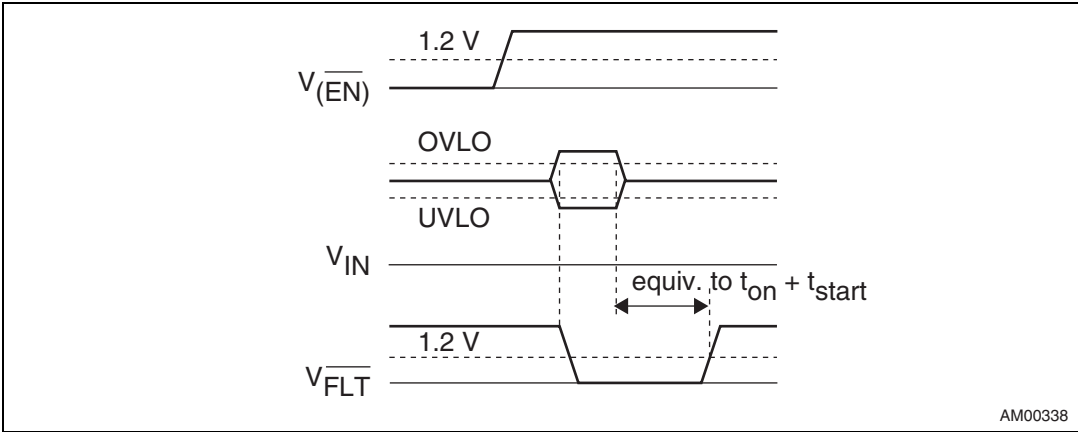 1.2 V
V(EN)
OVLO
UVLO
VIN
equiv. to ton + tstart
1.2 V
VFLT
AM00338